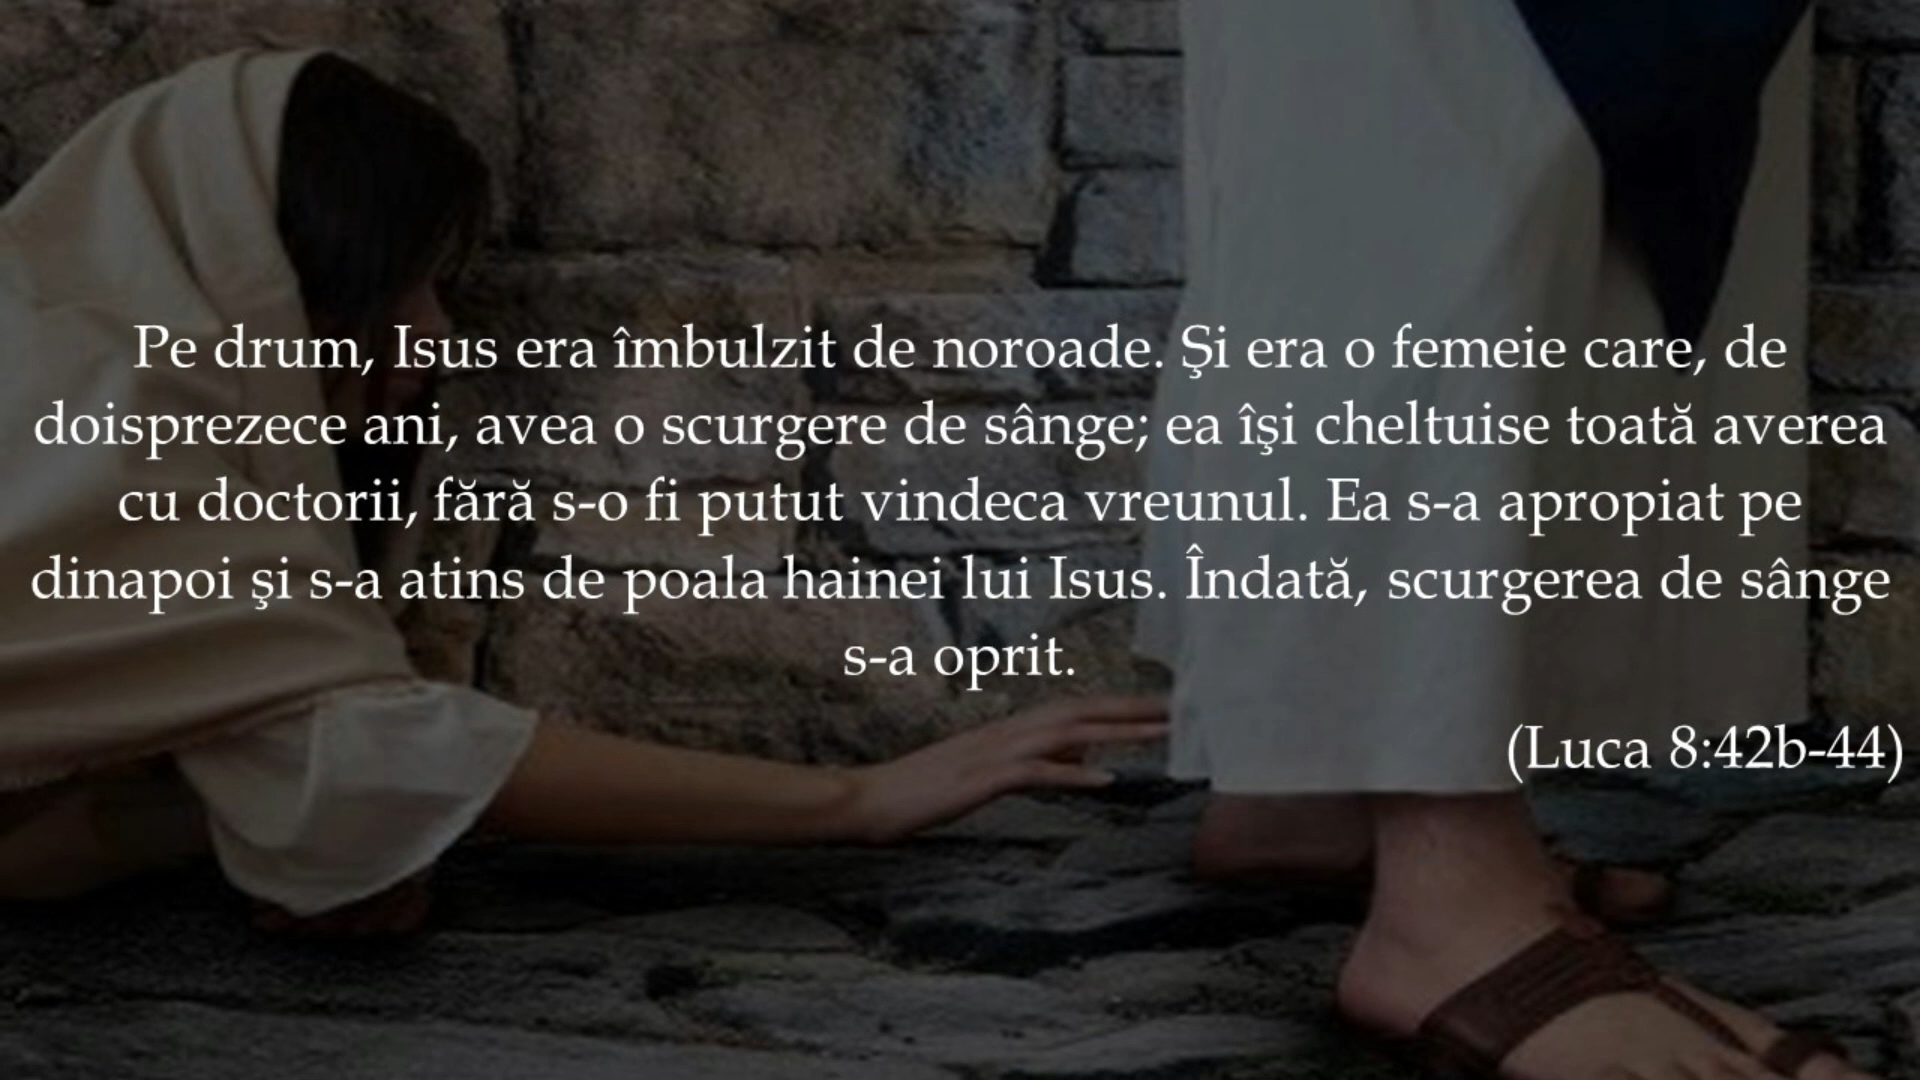 Pe drum, Isus era îmbulzit de noroade. Şi era o femeie care, de
doisprezece ani, avea o scurgere de sânge; ea îşi cheltuise toată averea
cu doctorii, fără s-o fi putut vindeca vreunul. Ea s-a apropiat pe
dinapoi şi s-a atins de poala hainei lui Isus. Îndată, scurgerea de sânge
s-a oprit.
(Luca 8:42b-44)